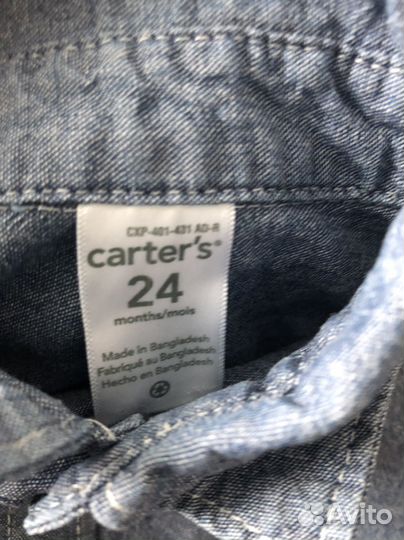 CXP-401-431 AO-R
carter's®
24
months/mois
Made in Bangladesh
Fabriqué au Bangladesh
Hecho en Bangladesh
Avito